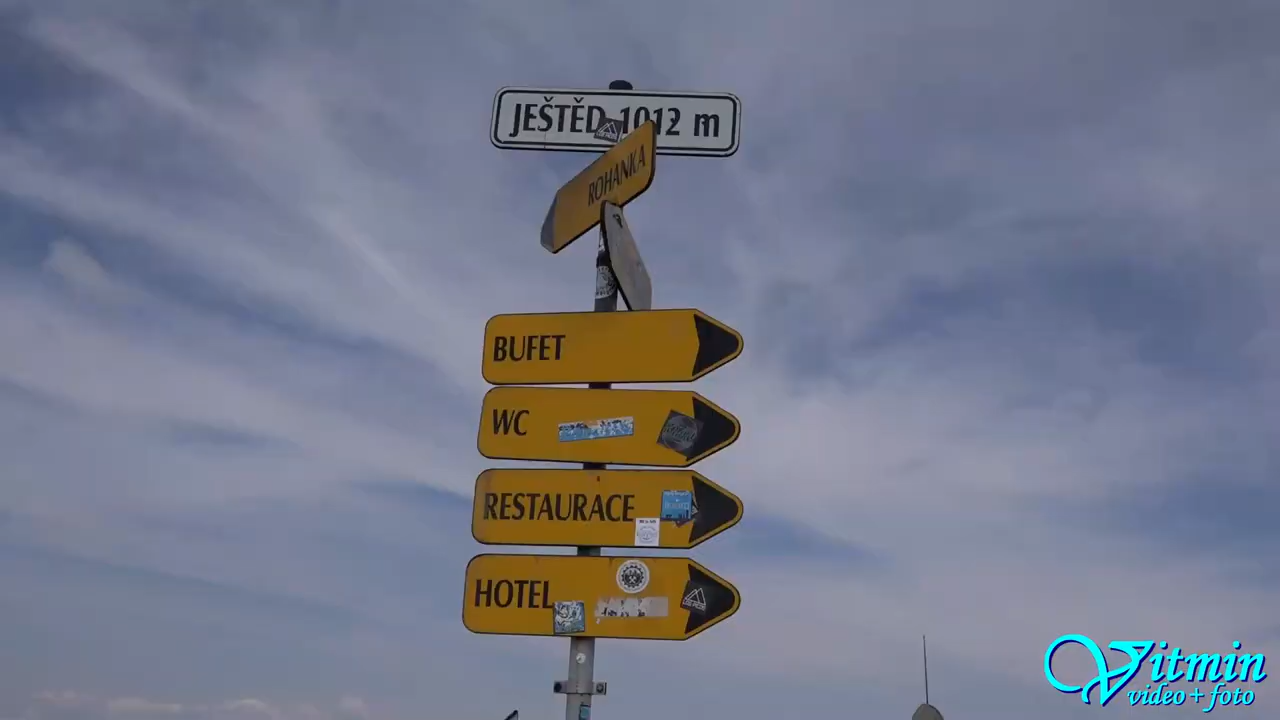 JEŠTĚD 1012 m
ROHANKA
BUFET
WC
RESTAURACE
HOTEL
Vitmin
video+foto